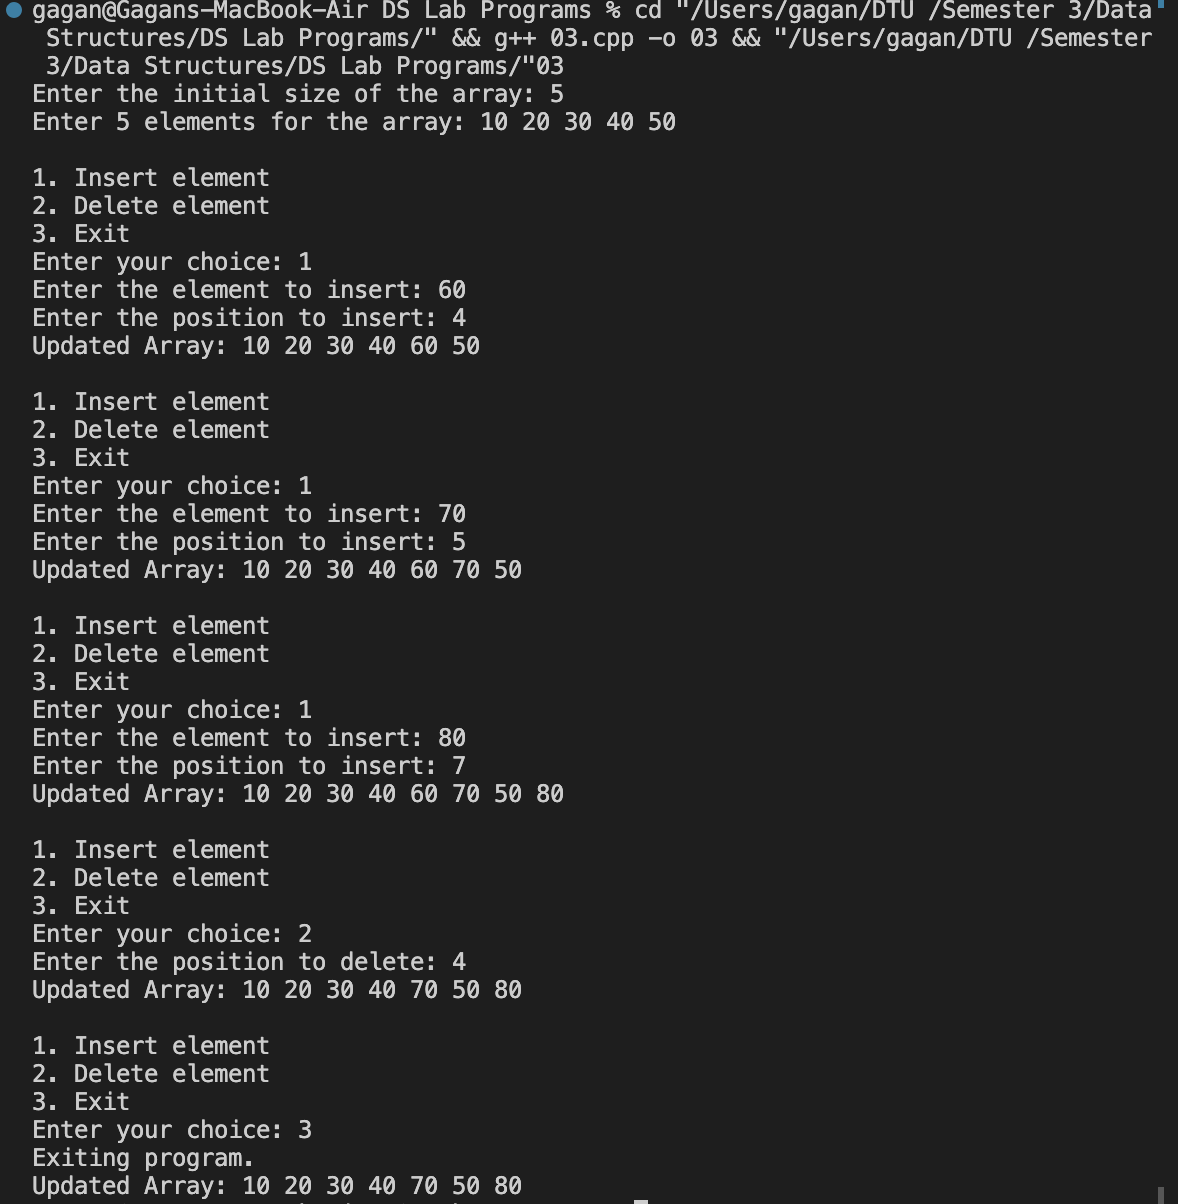 gagan@Gagans-MacBook-Air DS Lab Programs % cd "/Users/gagan/DTU /Semester 3/Data
Structures/DS Lab Programs/" && g++ 03.cpp -o 03 && "/Users/gagan/DTU /Semester
3/Data Structures/DS Lab Programs/"03
Enter the initial size of the array: 5
Enter 5 elements for the array: 10 20 30 40 50

1. Insert element
2. Delete element
3. Exit
Enter your choice: 1
Enter the element to insert: 60
Enter the position to insert: 4
Updated Array: 10 20 30 40 60 50

1. Insert element
2. Delete element
3. Exit
Enter your choice: 1
Enter the element to insert: 70
Enter the position to insert: 5
Updated Array: 10 20 30 40 60 70 50

1. Insert element
2. Delete element
3. Exit
Enter your choice: 1
Enter the element to insert: 80
Enter the position to insert: 7
Updated Array: 10 20 30 40 60 70 50 80

1. Insert element
2. Delete element
3. Exit
Enter your choice: 2
Enter the position to delete: 4
Updated Array: 10 20 30 40 70 50 80

1. Insert element
2. Delete element
3. Exit
Enter your choice: 3
Exiting program.
Updated Array: 10 20 30 40 70 50 80